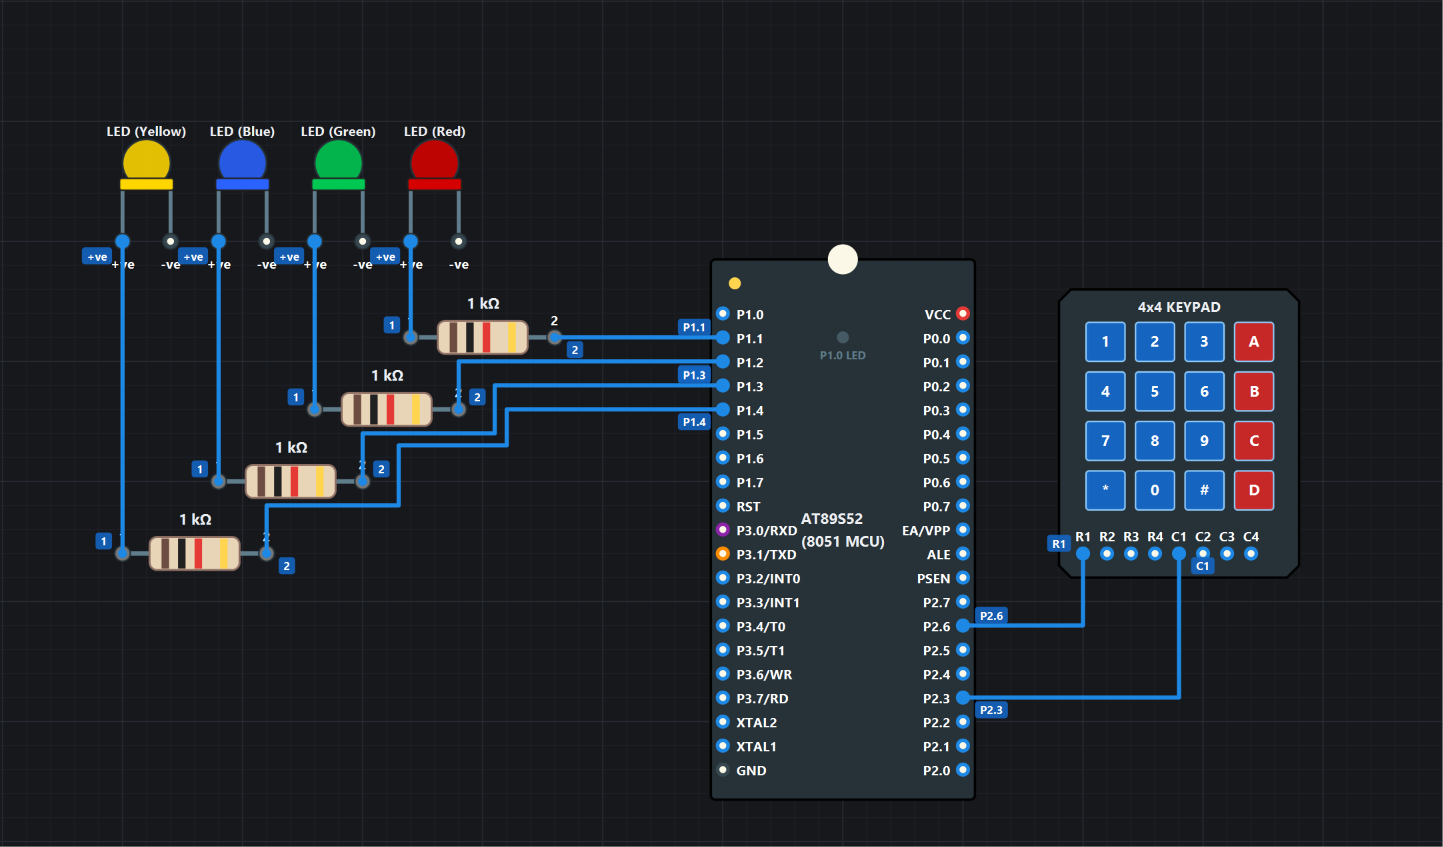 LED (Yellow) LED (Blue) LED (Green) LED (Red)
+ve +ve -ve +ve +ve -ve +ve +ve -ve +ve +ve -ve
1 kΩ
1 2 2
1 kΩ
1 2 2
1 kΩ
1 2 2
1 kΩ
1 2 2
P1.1
P1.3
P1.4
P1.0 VCC
P1.1 P0.0
P1.0 LED
P1.2 P0.1
P1.3 P0.2
P1.4 P0.3
P1.5 P0.4
P1.6 P0.5
P1.7 P0.6
RST P0.7
AT89S52
(8051 MCU)
P3.0/RXD EA/VPP
P3.1/TXD ALE
P3.2/INT0 PSEN
P3.3/INT1 P2.7
P3.4/T0 P2.6
P3.5/T1 P2.5
P3.6/WR P2.4
P3.7/RD P2.3
XTAL2 P2.2
XTAL1 P2.1
GND P2.0
P2.6
P2.3
4x4 KEYPAD
1 2 3 A
4 5 6 B
7 8 9 C
* 0 # D
R1 R1 R2 R3 R4 C1 C2 C3 C4
C1